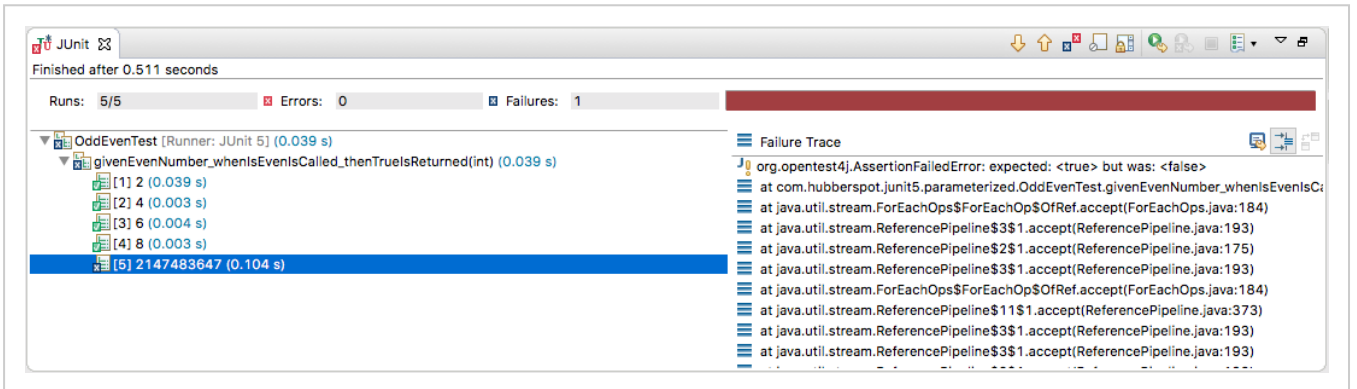 JUnit
Finished after 0.511 seconds
Runs: 5/5 Errors: 0 Failures: 1
OddEvenTest [Runner: JUnit 5] (0.039 s)
givenEvenNumber_whenIsEvenIsCalled_thenTrueIsReturned(int) (0.039 s)
[1] 2 (0.039 s)
[2] 4 (0.003 s)
[3] 6 (0.004 s)
[4] 8 (0.003 s)
[5] 2147483647 (0.104 s)
Failure Trace
org.opentest4j.AssertionFailedError: expected: <true> but was: <false>
at com.hubberspot.junit5.parameterized.OddEvenTest.givenEvenNumber_whenIsEvenIsCa
at java.util.stream.ForEachOps$ForEachOp$OfRef.accept(ForEachOps.java:184)
at java.util.stream.ReferencePipeline$3$1.accept(ReferencePipeline.java:193)
at java.util.stream.ReferencePipeline$2$1.accept(ReferencePipeline.java:175)
at java.util.stream.ReferencePipeline$3$1.accept(ReferencePipeline.java:193)
at java.util.stream.ForEachOps$ForEachOp$OfRef.accept(ForEachOps.java:184)
at java.util.stream.ReferencePipeline$11$1.accept(ReferencePipeline.java:373)
at java.util.stream.ReferencePipeline$3$1.accept(ReferencePipeline.java:193)
at java.util.stream.ReferencePipeline$3$1.accept(ReferencePipeline.java:193)